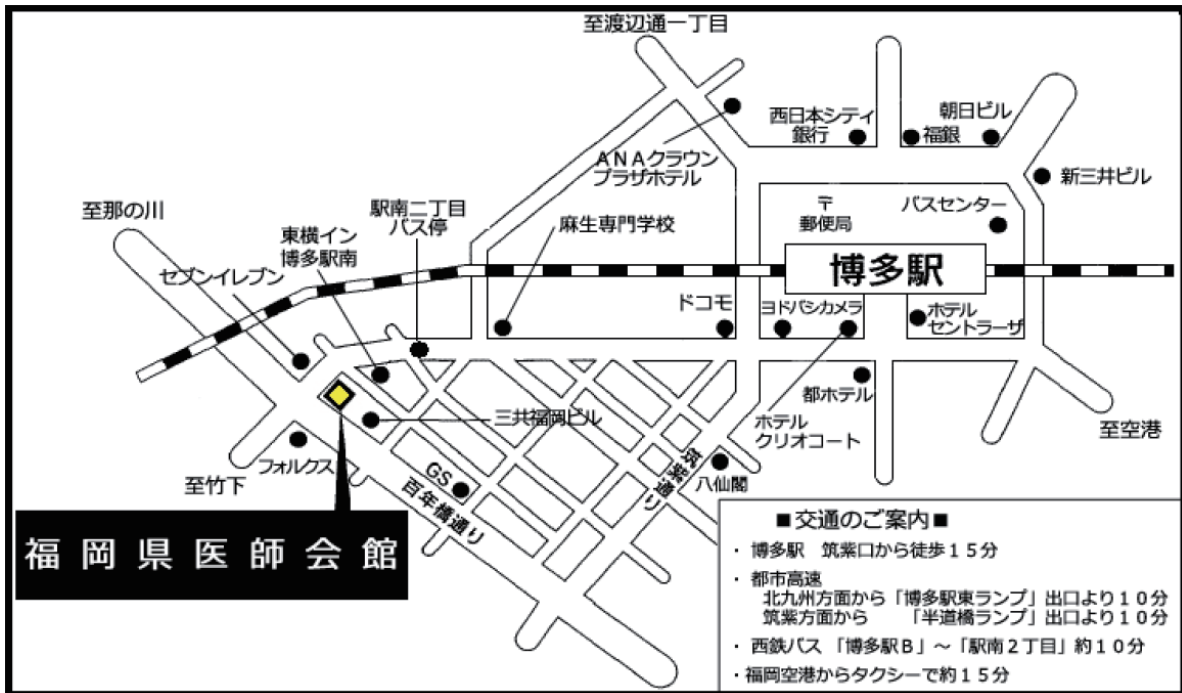 至渡辺通一丁目
西日本シティ
銀行
福銀
朝日ビル
ANAクラウン
プラザホテル
新三井ビル
〒
郵便局
バスセンター
至那の川
駅南二丁目
バス停
東横イン
博多駅南
麻生専門学校
セブンイレブン
博多駅
ドコモ
ヨドバシカメラ
ホテル
セントラーザ
都ホテル
三共福岡ビル
ホテル
クリオコート
至空港
フォルクス
至竹下
GS
百年橋通り
筑紫通り
八仙閣
福岡県医師会館
■交通のご案内■
・博多駅 筑紫口から徒歩15分
・都市高速
北九州方面から「博多駅東ランプ」出口より10分
筑紫方面から 「半道橋ランプ」出口より10分
・西鉄バス 「博多駅B」～「駅南2丁目」約10分
・福岡空港からタクシーで約15分